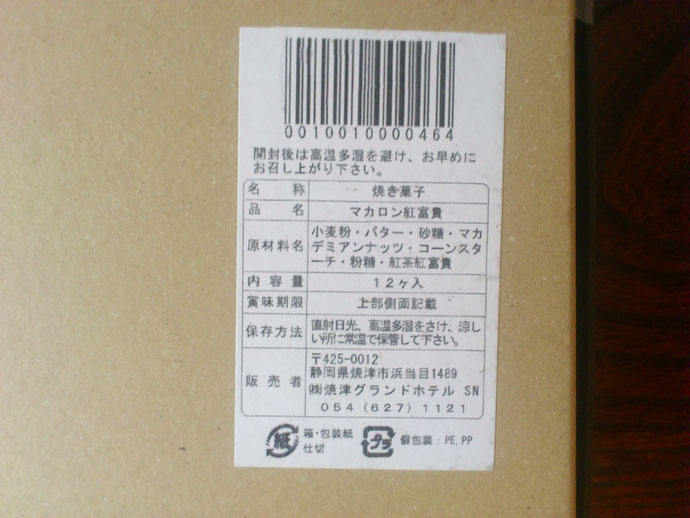 0010010000464
開封後は高温多湿を避け、お早めに
お召し上がり下さい。
名称 焼き菓子
品名 マカロン紅富貴
原材料名 小麦粉・バター・砂糖・マカ
デミアンナッツ・コーンスタ
ーチ・粉糖・紅茶紅富貴
内容量 12ヶ入
賞味期限 上部側面記載
保存方法 直射日光、高温多湿をさけ、涼し
い所に常温で保管して下さい。
販売者 〒425-0012
静岡県焼津市浜当目1489
㈱焼津グランドホテル SN
054(627)1121
紙 箱・包装紙
仕切
プラ 個包装:PE,PP